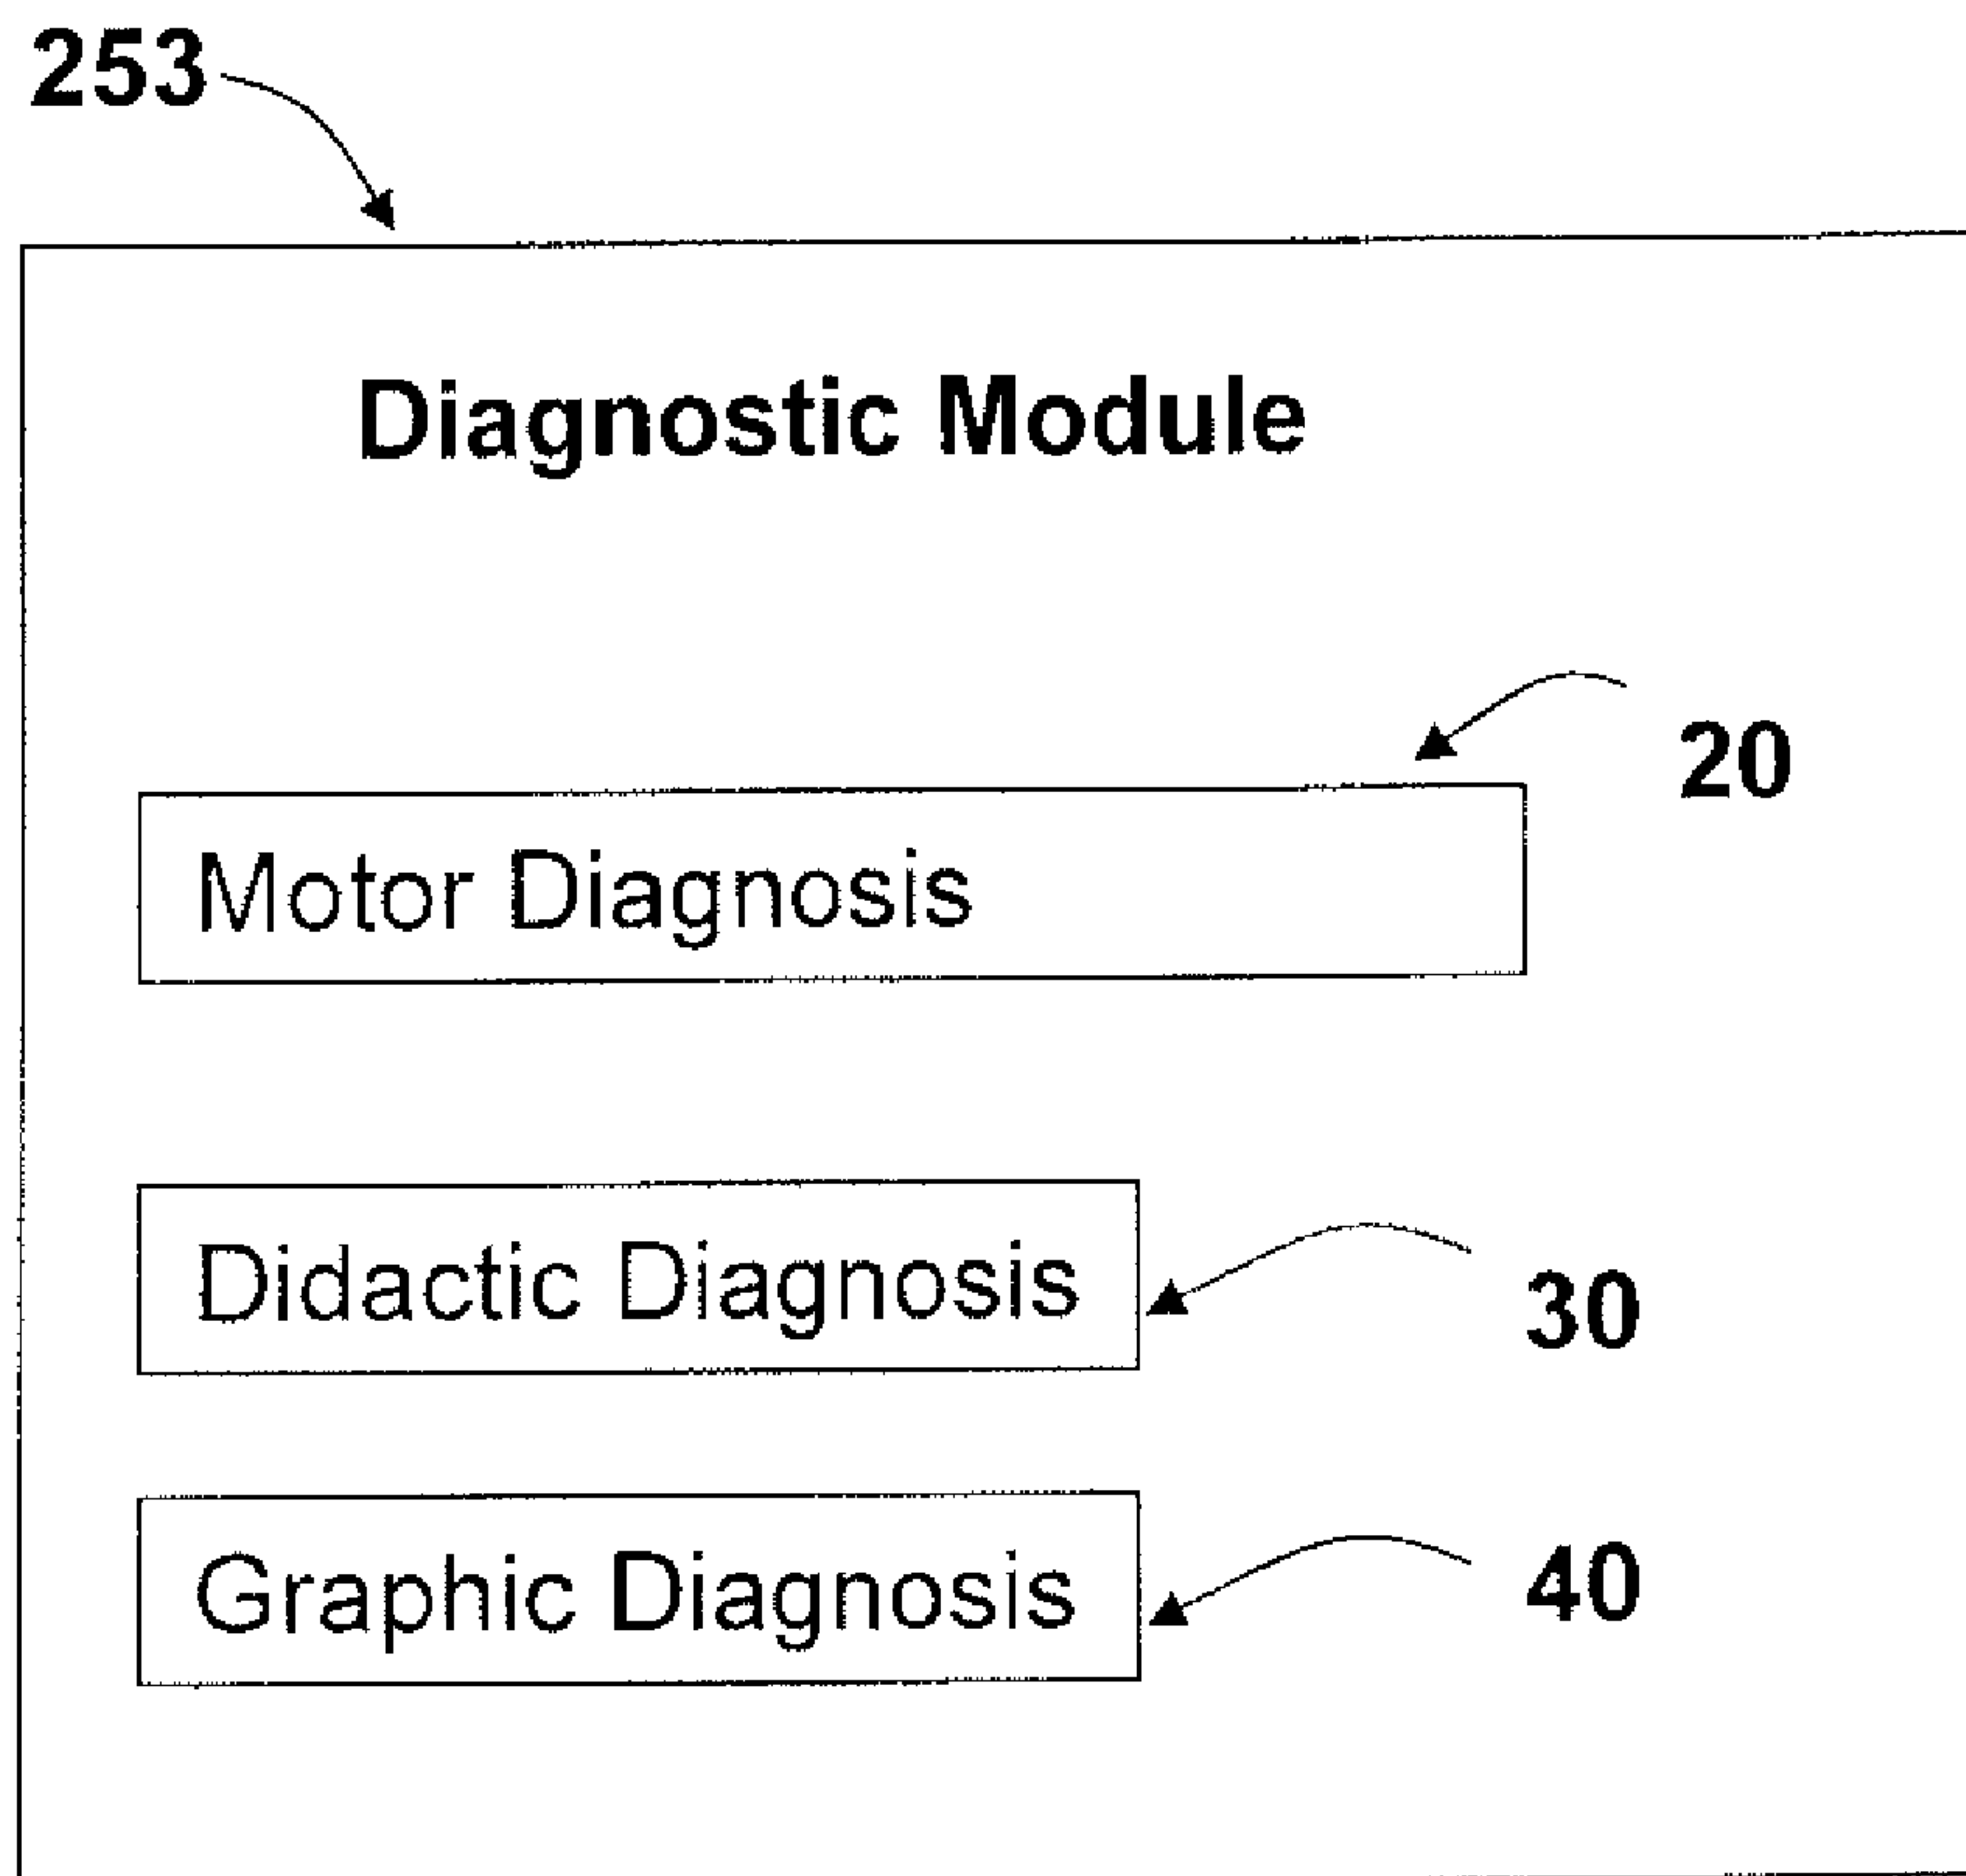 253
Diagnostic Module
20
Motor Diagnosis
Didactic Diagnosis
30
Graphic Diagnosis
40